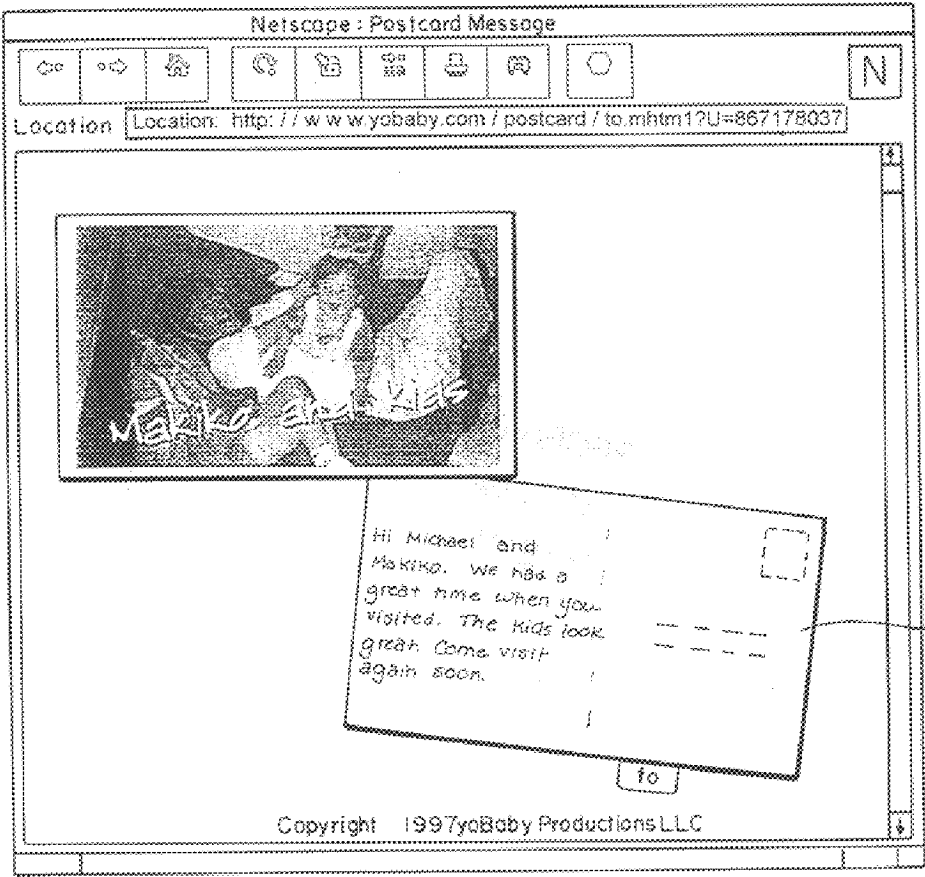 Netscape : Postcard Message
N
Location Location: http: / / w w w.yobaby.com / postcard / to.mhtm1?U=867178037
Makiko and Kids
Hi Michael and
Makiko. We had a
great time when you
visited. The kids look
great. Come visit
again soon.
fo
Copyright 1997yoBaby Productions LLC